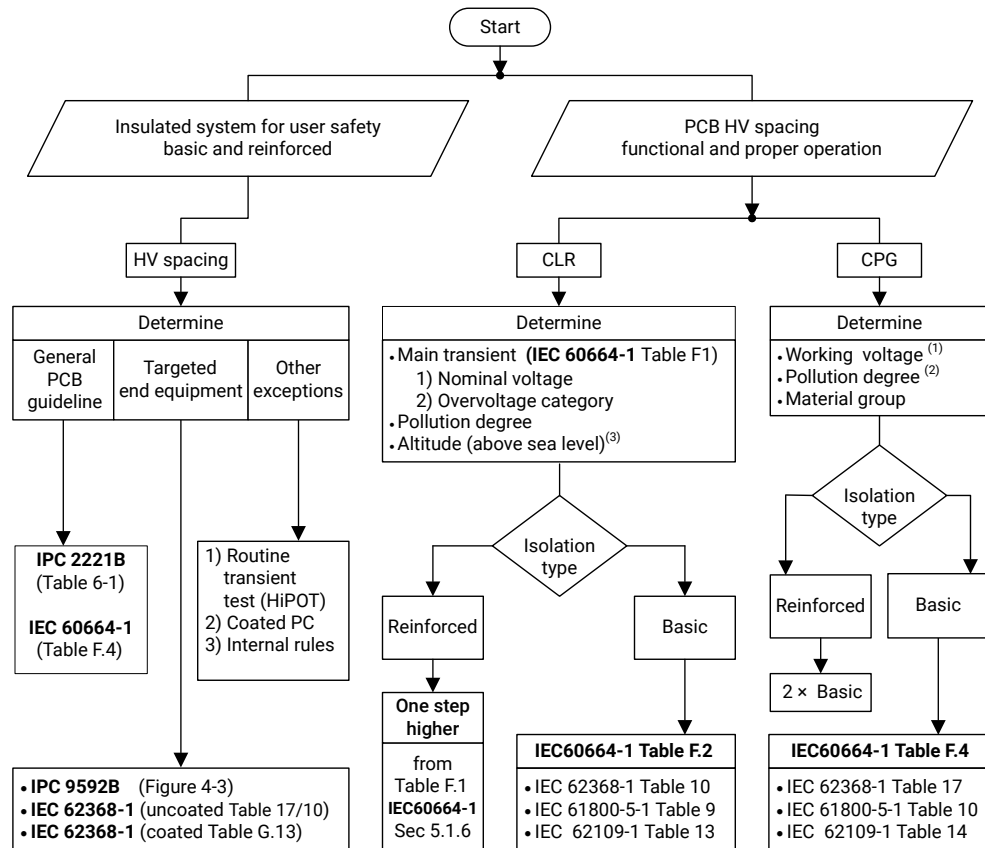 Start
Insulated system for user safety
basic and reinforced
PCB HV spacing
functional and proper operation
HV spacing
CLR
CPG
Determine
General
PCB
guideline
Targeted
end equipment
Other
exceptions
Determine
• Main transient (IEC 60664-1 Table F1)
1) Nominal voltage
2) Overvoltage category
• Pollution degree
• Altitude (above sea level)(3)
Determine
• Working voltage (1)
• Pollution degree (2)
• Material group
IPC 2221B
(Table 6-1)
IEC 60664-1
(Table F.4)
1) Routine
transient
test (HiPOT)
2) Coated PC
3) Internal rules
Isolation
type
Isolation
type
Reinforced
Basic
Reinforced
Basic
2 × Basic
One step
higher
from
Table F.1
IEC60664-1
Sec 5.1.6
• IPC 9592B (Figure 4-3)
• IEC 62368-1 (uncoated Table 17/10)
• IEC 62368-1 (coated Table G.13)
IEC60664-1 Table F.2
• IEC 62368-1 Table 10
• IEC 61800-5-1 Table 9
• IEC 62109-1 Table 13
IEC60664-1 Table F.4
• IEC 62368-1 Table 17
• IEC 61800-5-1 Table 10
• IEC 62109-1 Table 14